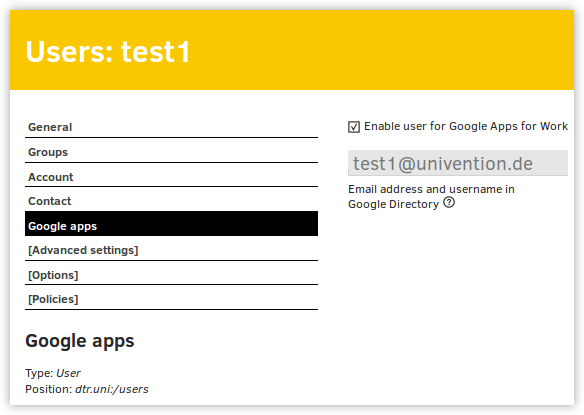 Users: test1
General
Groups
Account
Contact
Google apps
[Advanced settings]
[Options]
[Policies]
Google apps
Type: User
Position: dtr.uni:/users
Enable user for Google Apps for Work
test1@univention.de
Email address and username in
Google Directory ?